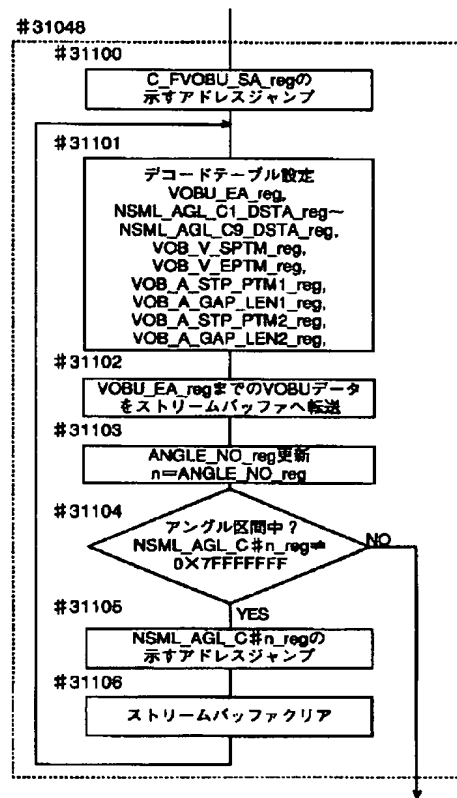 #31048
#31100
C_FVOBU_SA_regの
示すアドレスジャンプ
#31101
デコードテーブル設定
VOBU_EA_reg,
NSML_AGL_C1_DSTA_reg～
NSML_AGL_C9_DSTA_reg,
VOB_V_SPTM_reg,
VOB_V_EPTM_reg,
VOB_A_STP_PTM1_reg,
VOB_A_GAP_LEN1_reg,
VOB_A_STP_PTM2_reg,
VOB_A_GAP_LEN2_reg,
#31102
VOBU_EA_regまでのVOBUデータ
をストリームバッファへ転送
#31103
ANGLE_NO_reg更新
n=ANGLE_NO_reg
#31104
アングル区間中?
NSML_AGL_C#n_reg≠
0×7FFFFFFF
NO
YES
#31105
NSML_AGL_C#n_regの
示すアドレスジャンプ
#31106
ストリームバッファクリア